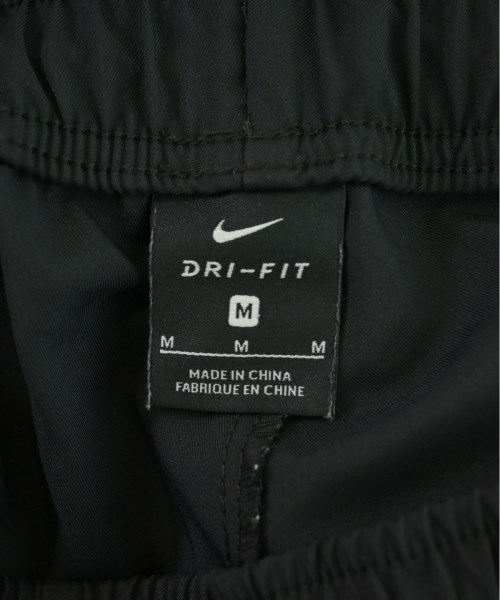 DRI-FIT
M
M M M
MADE IN CHINA
FABRIQUE EN CHINE